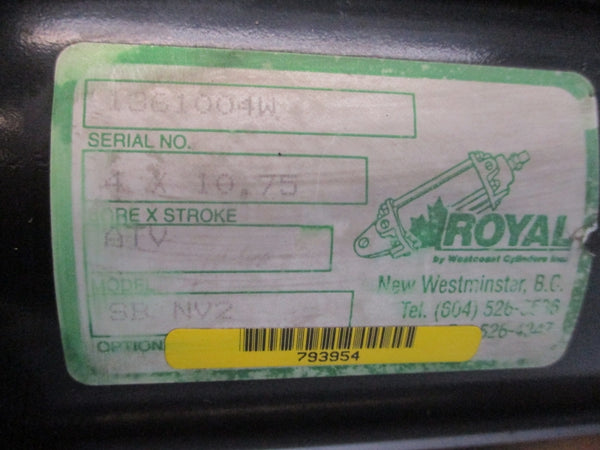 1361004W
SERIAL NO.
4 X 10.75
BORE X STROKE
ATV
MODEL
SB NV2
OPTION
ROYAL
by Westcoast Cylinders Inc.
New Westminster, B.C.
Tel. (604) 526-
526-4347
793954